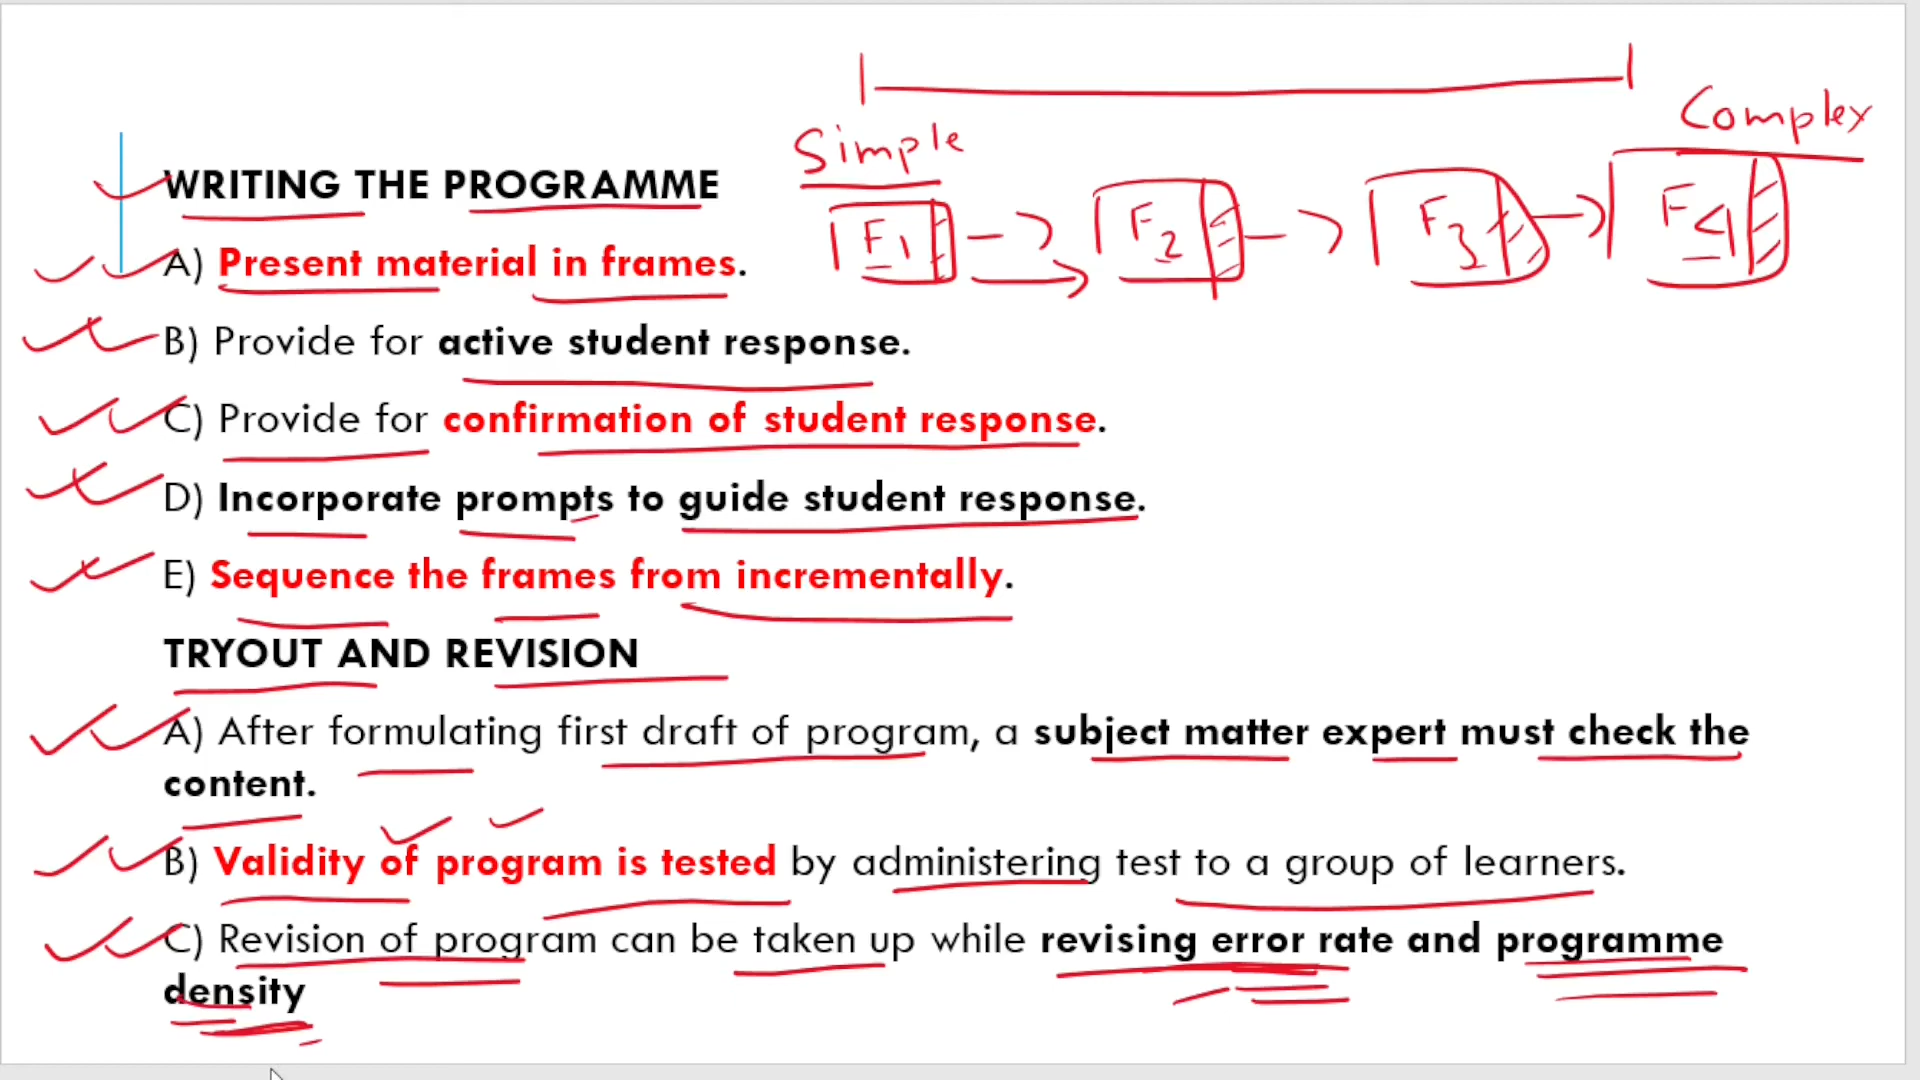 Simple
Complex
F1
F2
F3
F4
WRITING THE PROGRAMME
A) Present material in frames.
B) Provide for active student response.
C) Provide for confirmation of student response.
D) Incorporate prompts to guide student response.
E) Sequence the frames from incrementally.
TRYOUT AND REVISION
A) After formulating first draft of program, a subject matter expert must check the
content.
B) Validity of program is tested by administering test to a group of learners.
C) Revision of program can be taken up while revising error rate and programme
density